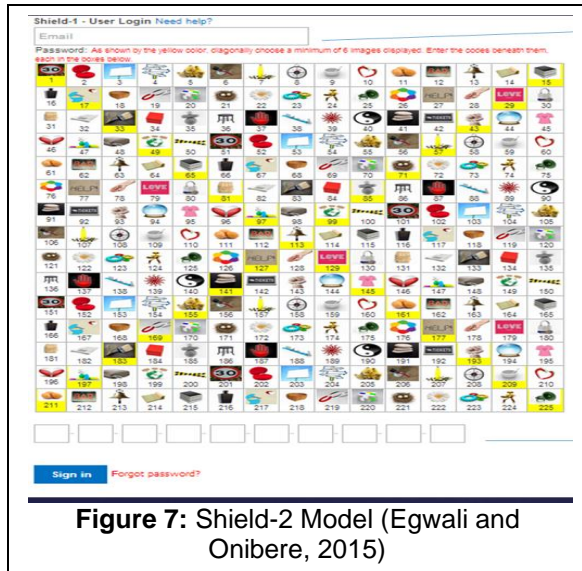 Shield-1 - User Login Need help?
Email
Password: As shown by the yellow color, diagonally choose a minimum of 6 images displayed. Enter the codes beneath them,
each in the boxes below.
1 2 3 4 5 6 7 8 9 10 11 12 13 14 15
16 17 18 19 20 21 22 23 24 25 26 27 28 29 30
31 32 33 34 35 36 37 38 39 40 41 42 43 44 45
46 47 48 49 50 51 52 53 54 55 56 57 58 59 60
61 62 63 64 65 66 67 68 69 70 71 72 73 74 75
76 77 78 79 80 81 82 83 84 85 86 87 88 89 90
91 92 93 94 95 96 97 98 99 100 101 102 103 104 105
106 107 108 109 110 111 112 113 114 115 116 117 118 119 120
121 122 123 124 125 126 127 128 129 130 131 132 133 134 135
136 137 138 139 140 141 142 143 144 145 146 147 148 149 150
151 152 153 154 155 156 157 158 159 160 161 162 163 164 165
166 167 168 169 170 171 172 173 174 175 176 177 178 179 180
181 182 183 184 185 186 187 188 189 190 191 192 193 194 195
196 197 198 199 200 201 202 203 204 205 206 207 208 209 210
211 212 213 214 215 216 217 218 219 220 221 222 223 224 225
Sign in Forgot password?
Figure 7: Shield-2 Model (Egwali and
Onibere, 2015)